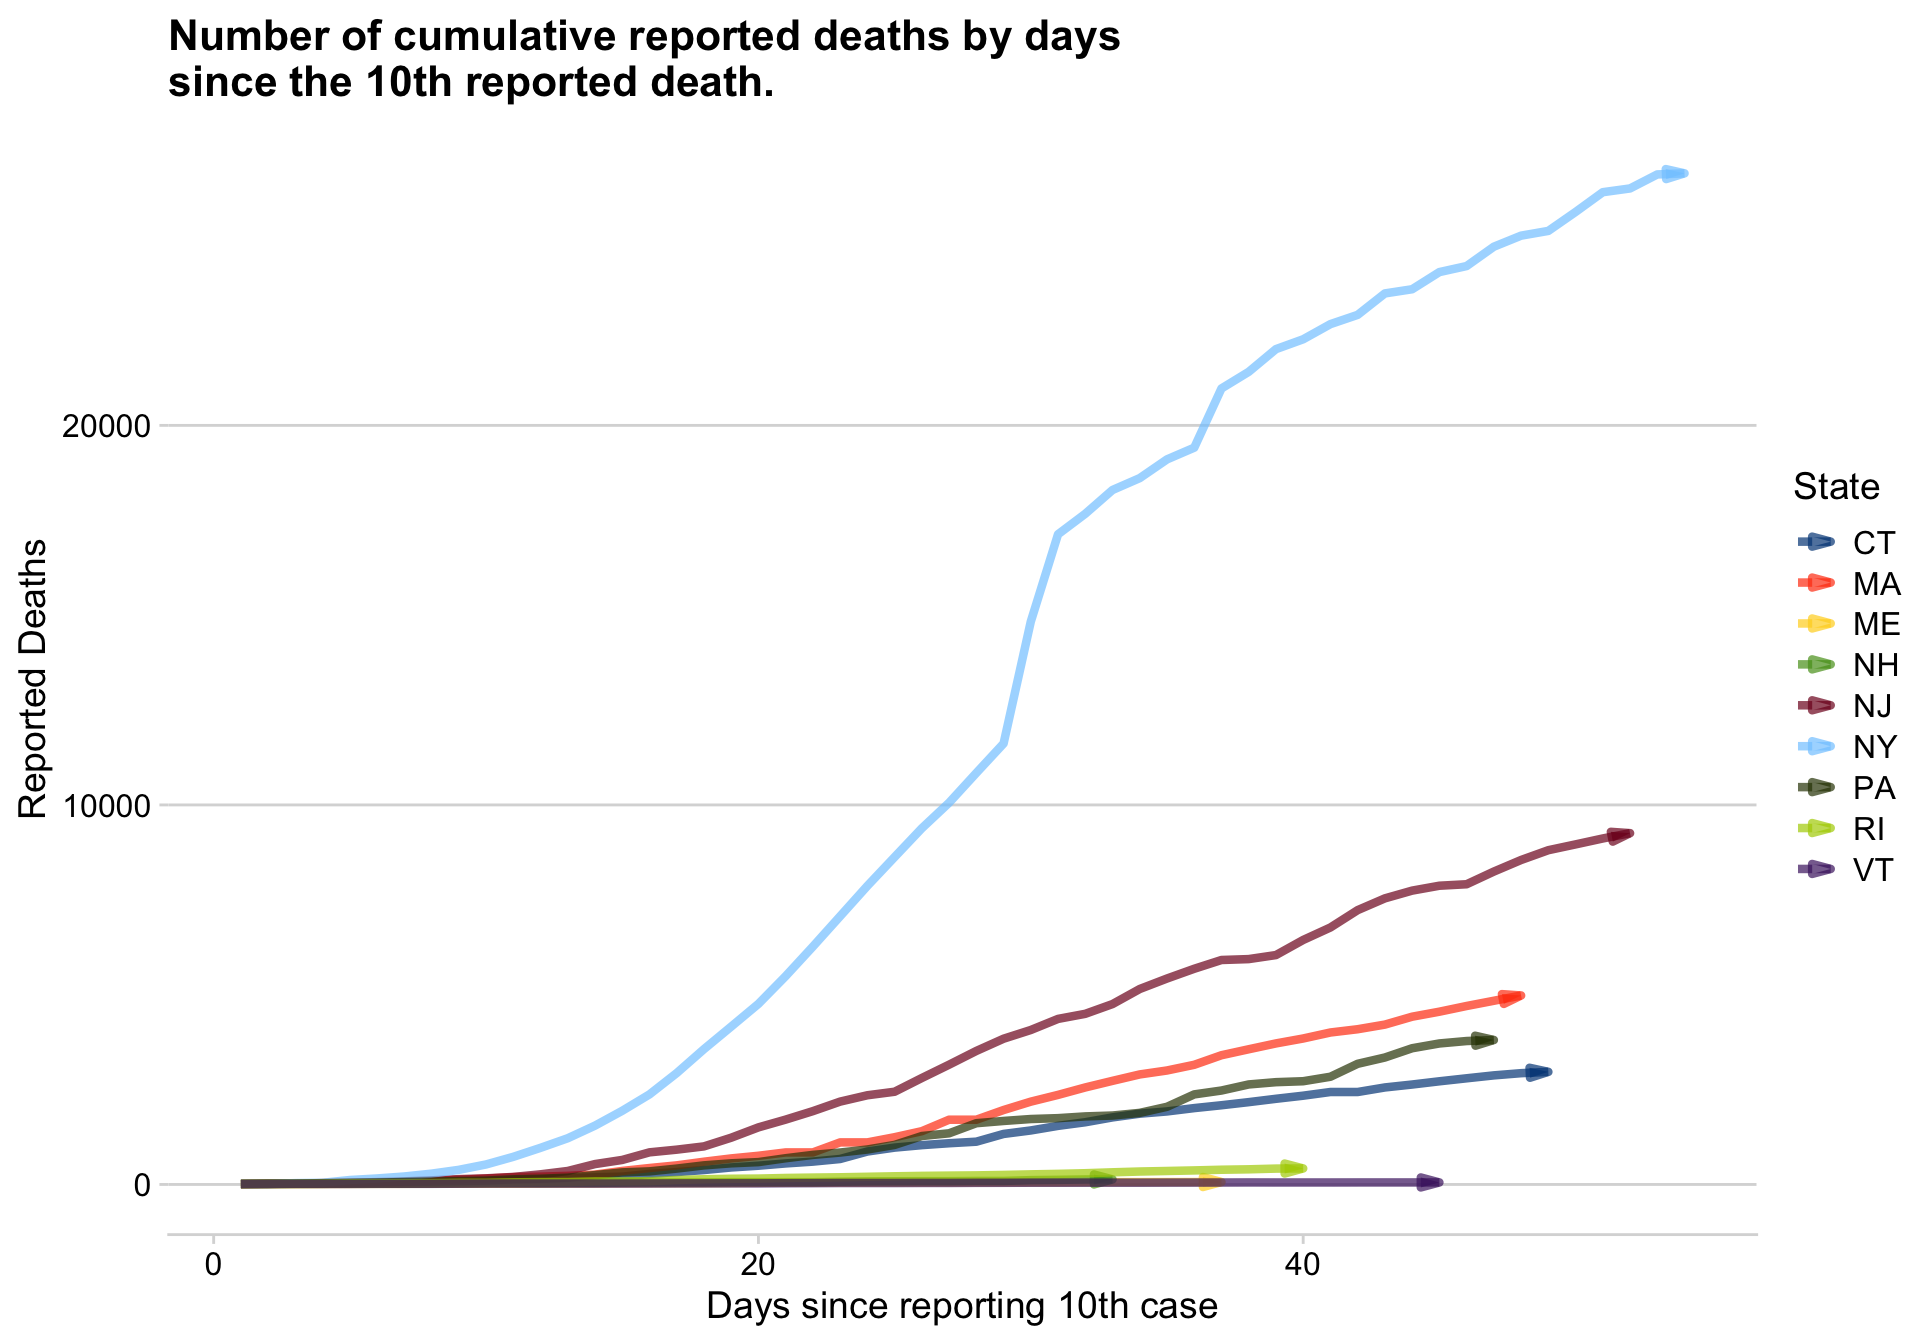 Number of cumulative reported deaths by days
since the 10th reported death.
Reported Deaths
20000
10000
0
0
20
40
Days since reporting 10th case
State
CT
MA
ME
NH
NJ
NY
PA
RI
VT